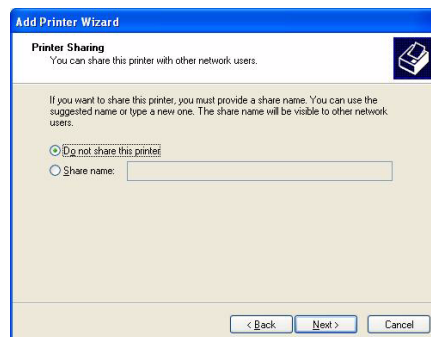 Add Printer Wizard
Printer Sharing
You can share this printer with other network users.
If you want to share this printer, you must provide a share name. You can use the
suggested name or type a new one. The share name will be visible to other network
users.
Do not share this printer
Share name:
< Back Next > Cancel